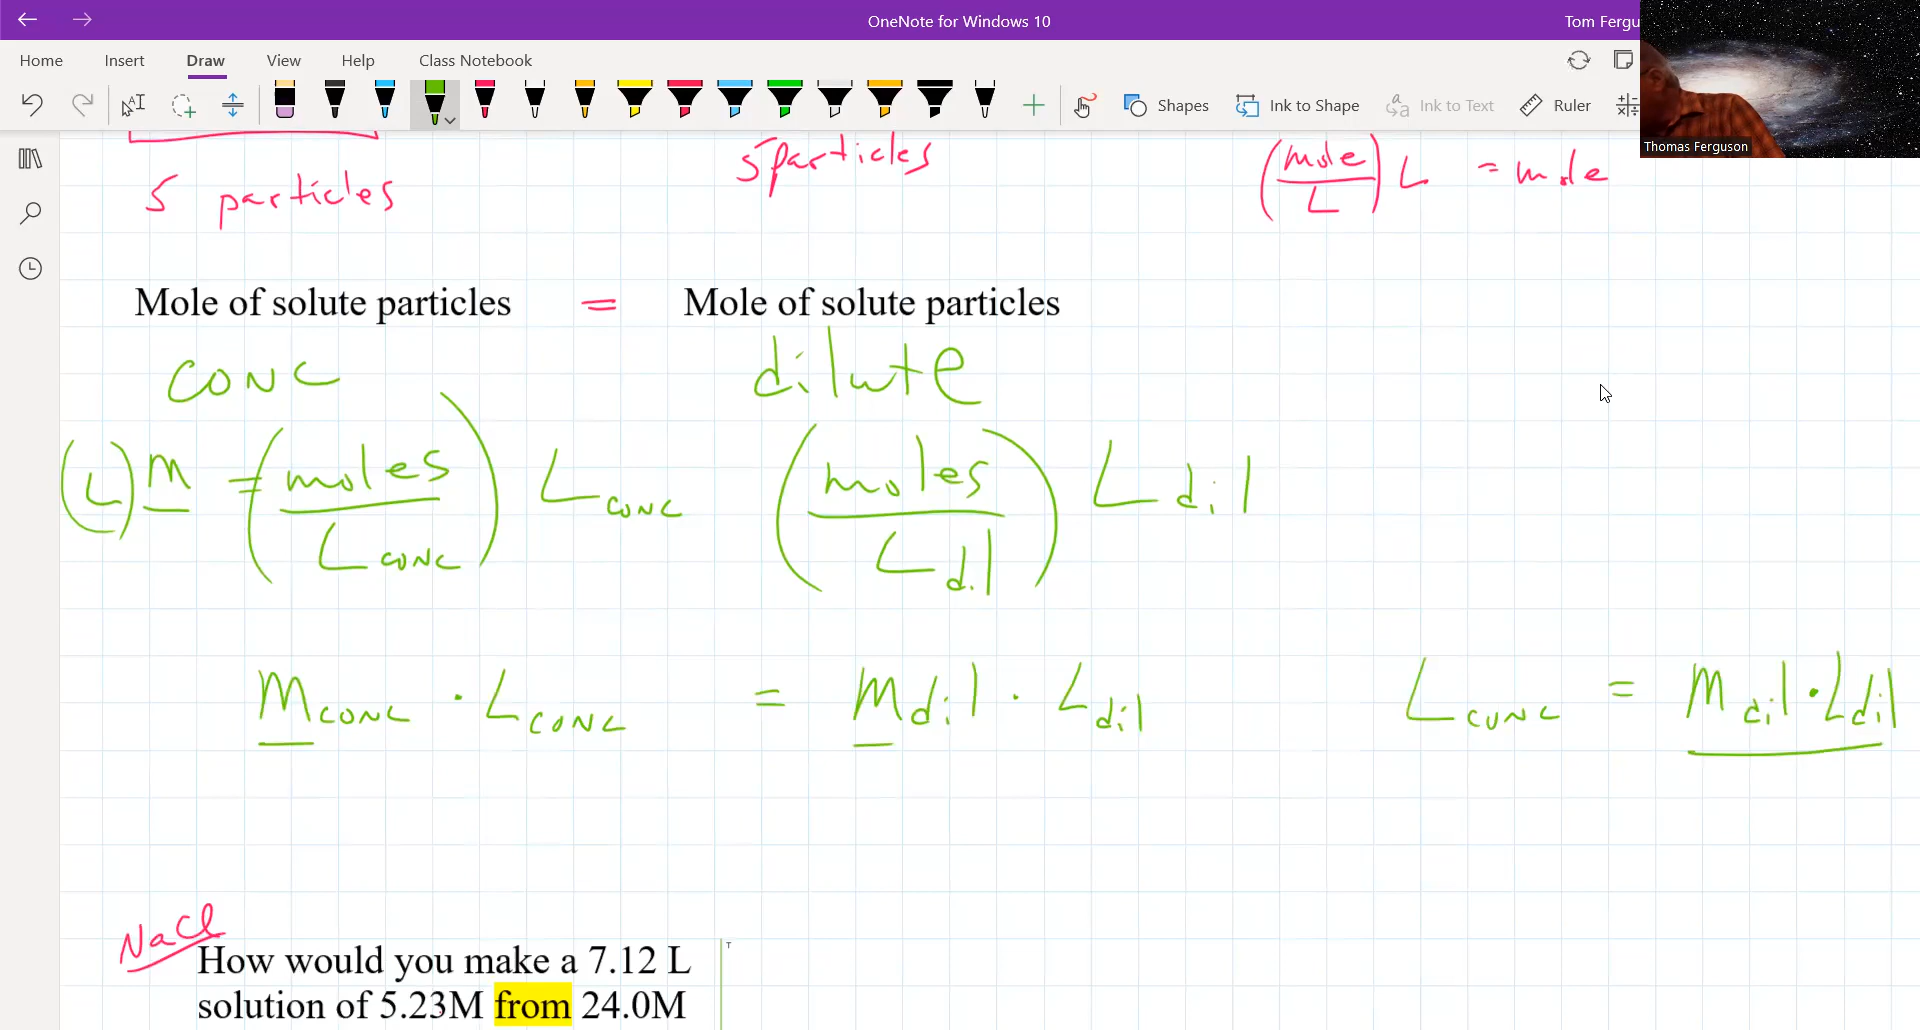 OneNote for Windows 10
Tom Fergu
Home Insert Draw View Help Class Notebook
Shapes Ink to Shape Ink to Text Ruler
Thomas Ferguson
5 particles 5 particles (mole/L) L = mole
Mole of solute particles = Mole of solute particles
conc dilute
(L) M = (moles/L conc) L conc (moles/L dil) L dil
M conc · L conc = M dil · L dil L conc = M dil · L dil
NaCl
How would you make a 7.12 L
solution of 5.23M from 24.0M